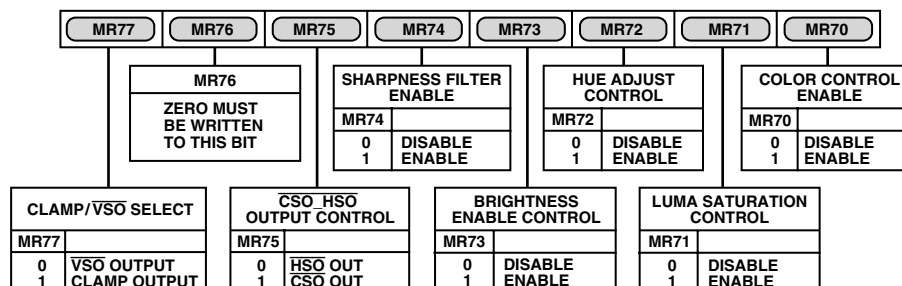 MR77 MR76 MR75 MR74 MR73 MR72 MR71 MR70
MR76
ZERO MUST
BE WRITTEN
TO THIS BIT
SHARPNESS FILTER
ENABLE
MR74
0 DISABLE
1 ENABLE
HUE ADJUST
CONTROL
MR72
0 DISABLE
1 ENABLE
COLOR CONTROL
ENABLE
MR70
0 DISABLE
1 ENABLE
CLAMP/VSO SELECT
MR77
0 VSO OUTPUT
1 CLAMP OUTPUT
CSO_HSO
OUTPUT CONTROL
MR75
0 HSO OUT
1 CSO OUT
BRIGHTNESS
ENABLE CONTROL
MR73
0 DISABLE
1 ENABLE
LUMA SATURATION
CONTROL
MR71
0 DISABLE
1 ENABLE